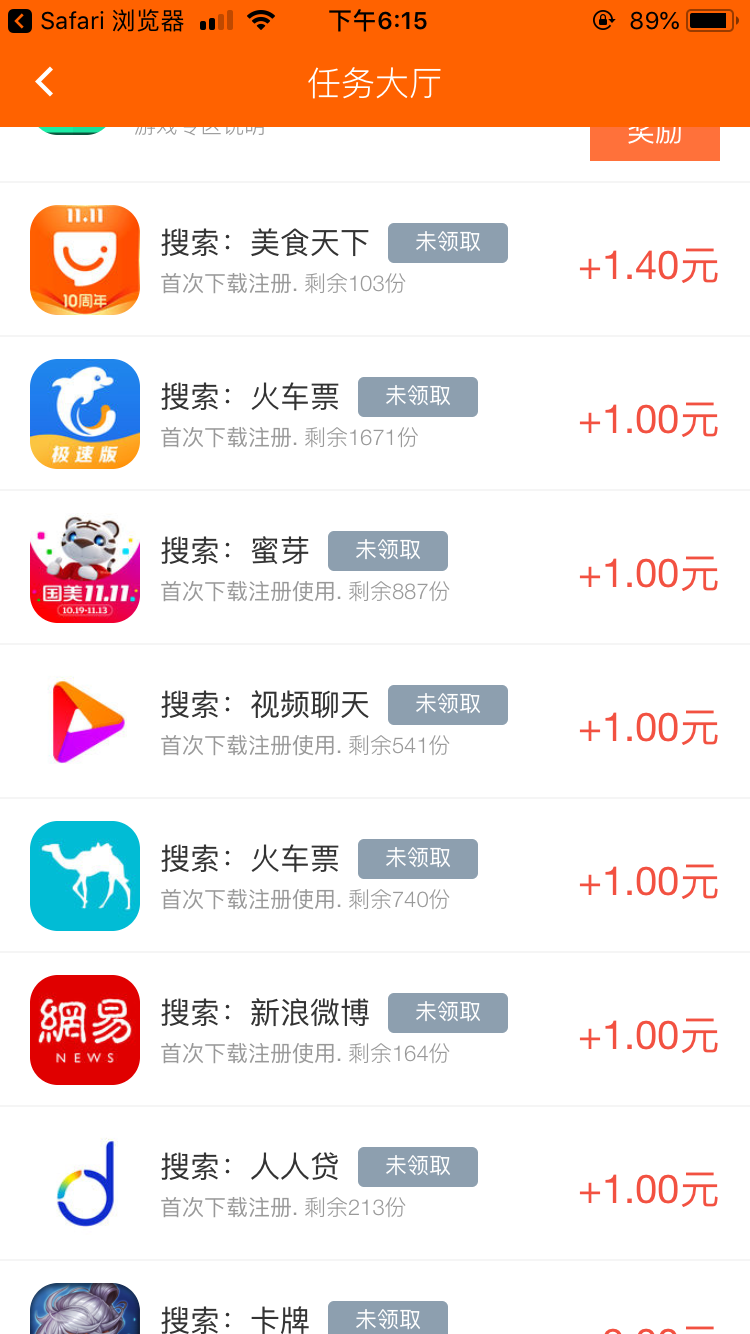 Safari 浏览器
下午6:15
89%
任务大厅
游戏专区说明
奖励
11.11
10周年
搜索：美食天下
未领取
首次下载注册. 剩余103份
+1.40元
极速版
搜索：火车票
未领取
首次下载注册. 剩余1671份
+1.00元
国美11.11
10.19-11.13
搜索：蜜芽
未领取
首次下载注册使用. 剩余887份
+1.00元
搜索：视频聊天
未领取
首次下载注册使用. 剩余541份
+1.00元
搜索：火车票
未领取
首次下载注册使用. 剩余740份
+1.00元
網易
NEWS
搜索：新浪微博
未领取
首次下载注册使用. 剩余164份
+1.00元
搜索：人人贷
未领取
首次下载注册. 剩余213份
+1.00元
搜索：卡牌
未领取